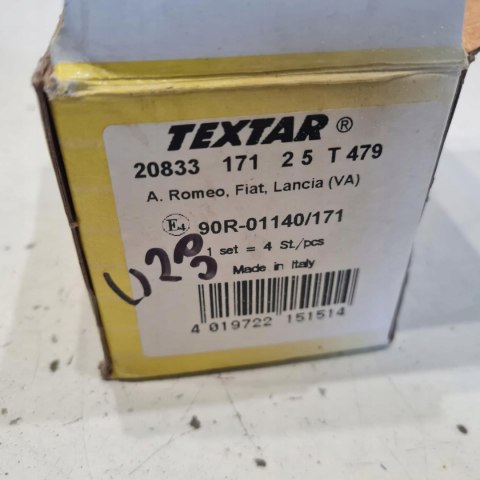 TEXTAR ®
20833 171 2 5 T 479
A. Romeo, Fiat, Lancia (VA)
E4 90R-01140/171
1 set = 4 St./pcs
Made in Italy
4 019722 151514